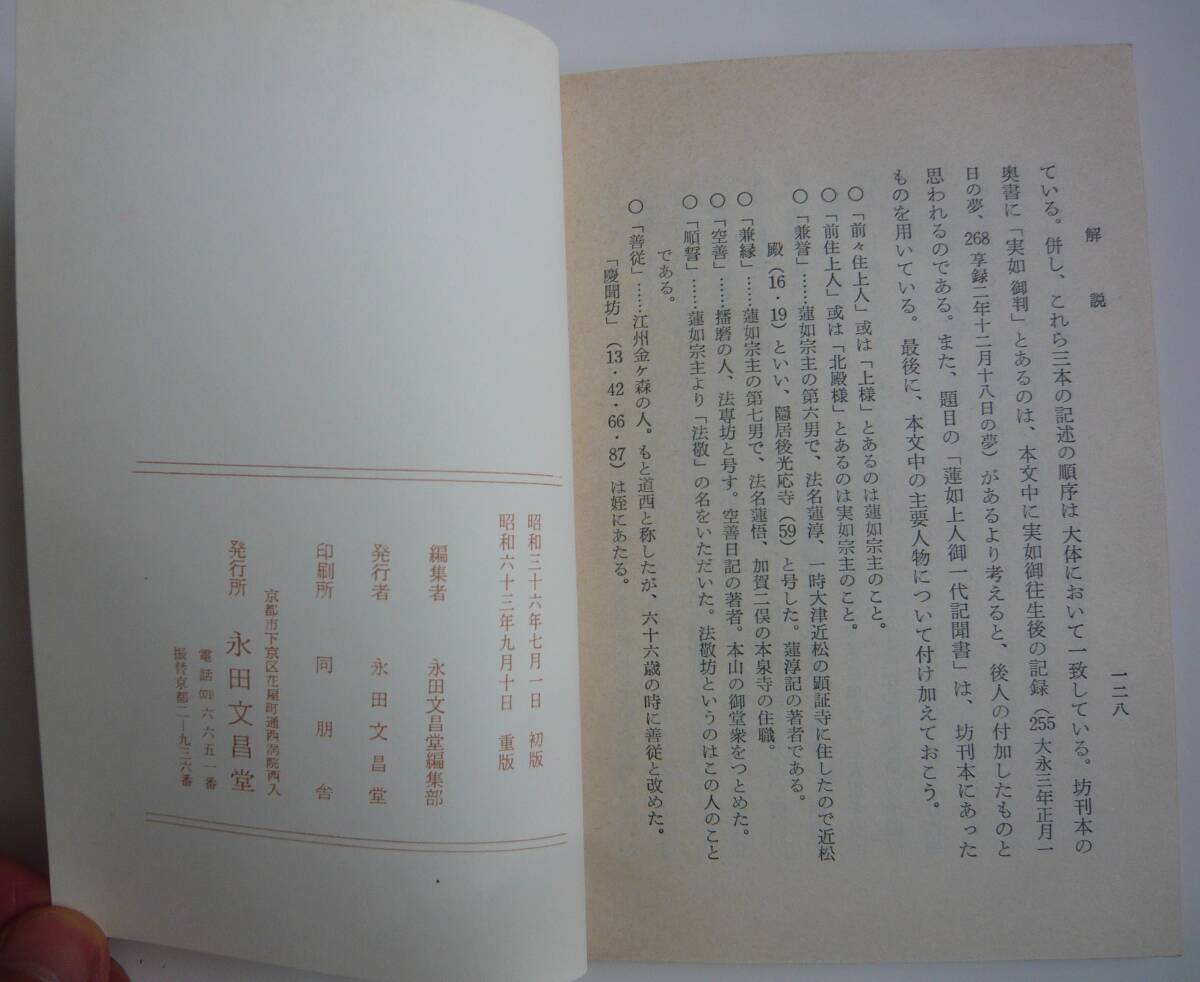 解説
一二八
ている。併し、これら三本の記述の順序は大体において一致している。坊刊本の
奥書に「実如 御判」とあるのは、本文中に実如御往生後の記録（255 大永三年正月一
日の夢、268 享録二年十二月十八日の夢）があるより考えると、後人の付加したものと
思われるのである。また、題目の「蓮如上人御一代記聞書」は、坊刊本にあった
ものを用いている。最後に、本文中の主要人物について付け加えておこう。
○「前々住上人」或は「上様」とあるのは蓮如宗主のこと。
○「前住上人」或は「北殿様」とあるのは実如宗主のこと。
○「兼誉」……蓮如宗主の第六男で、法名蓮淳、一時大津近松の顕証寺に住したので近松
殿（16・19）といい、隠居後光応寺（59）と号した。蓮淳記の著者である。
○「兼縁」……蓮如宗主の第七男で、法名蓮悟、加賀二俣の本泉寺の住職。
○「空善」……播磨の人、法専坊と号す。空善日記の著者。本山の御堂衆をつとめた。
○「順誓」……蓮如宗主より「法敬」の名をいただいた。法敬坊というのはこの人のこと
である。
○「善従」……江州金ヶ森の人。もと道西と称したが、六十六歳の時に善従と改めた。
「慶聞坊」（13・42・66・87）は姪にあたる。
昭和三十六年七月一日 初版
昭和六十三年九月十日 重版
編集者 永田文昌堂編集部
発行者 永田文昌堂
印刷所 同朋舎
京都市下京区花屋町通西洞院西入
発行所 永田文昌堂
電話 六六五一番
振替京都二一九三六番